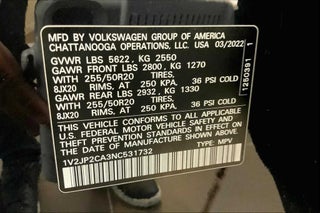 MFD BY VOLKSWAGEN GROUP OF AMERICA
CHATTANOOGA OPERATIONS, LLC. USA 03/2022
GVWR LBS 5622, KG 2550
GAWR FRONT LBS 2800, KG 1270
WITH 255/50R20 TIRES.
8JX20 RIMS, AT 250 KPA, 36 PSI COLD
GAWR REAR LBS 2932, KG 1330
WITH 255/50R20 TIRES.
8JX20 RIMS, AT 250 KPA, 36 PSI COLD
THIS VEHICLE CONFORMS TO ALL APPLICABLE
U.S. FEDERAL MOTOR VEHICLE SAFETY AND
THEFT PREVENTION STANDARDS IN EFFECT ON
THE DATE OF MANUFACTURE SHOWN ABOVE.
1V2JP2CA3NC531732 TYPE: MPV
1250391 1